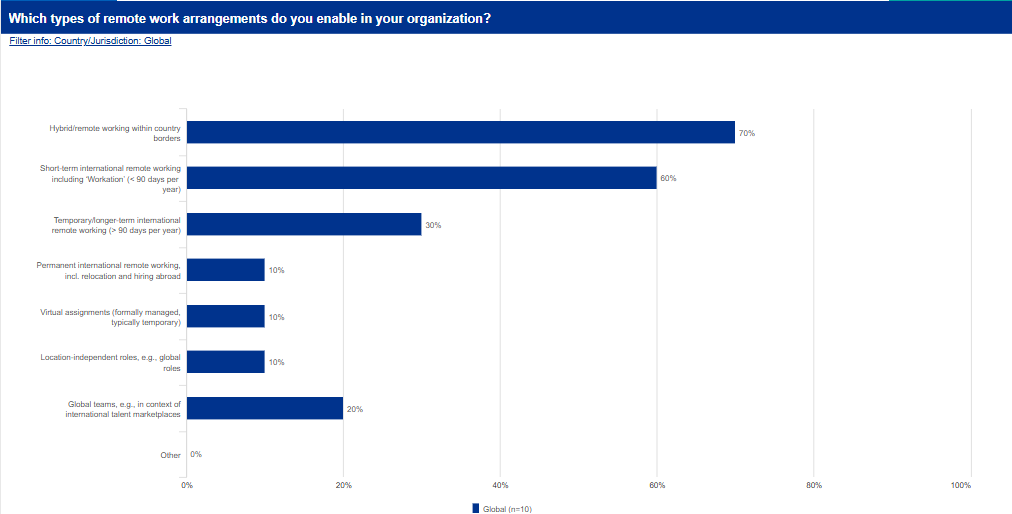 Which types of remote work arrangements do you enable in your organization?
Filter info: Country/Jurisdiction: Global
Hybrid/remote working within country
borders
70%
Short-term international remote working
including 'Workation' (< 90 days per
year)
60%
Temporary/longer-term international
remote working (> 90 days per year)
30%
Permanent international remote working,
incl. relocation and hiring abroad
10%
Virtual assignments (formally managed,
typically temporary)
10%
Location-independent roles, e.g., global
roles
10%
Global teams, e.g., in context of
international talent marketplaces
20%
Other
0%
0% 20% 40% 60% 80% 100%
Global (n=10)